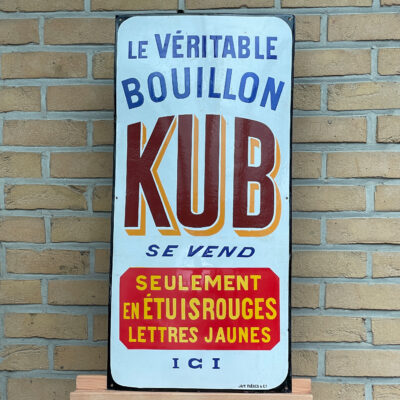 LE VÉRITABLE
BOUILLON
KUB
SE VEND
SEULEMENT
EN ÉTUIS ROUGES
LETTRES JAUNES
ICI